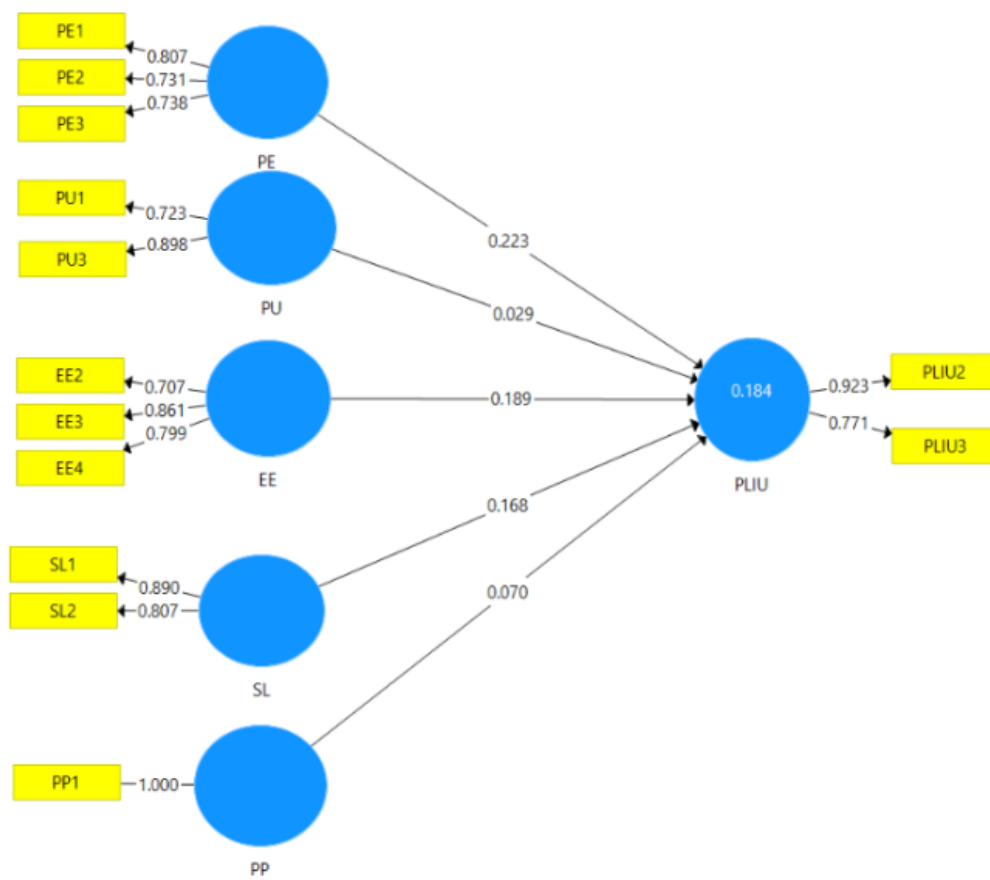 PE1
0.807
PE2
0.731
PE3
0.738
PE
PU1
0.723
PU3
0.898
PU
EE2
0.707
EE3
0.861
EE4
0.799
EE
SL1
0.890
SL2
0.807
SL
PP1
1.000
PP
0.223
0.029
0.189
0.168
0.070
0.184
PLIU
0.923
PLIU2
0.771
PLIU3